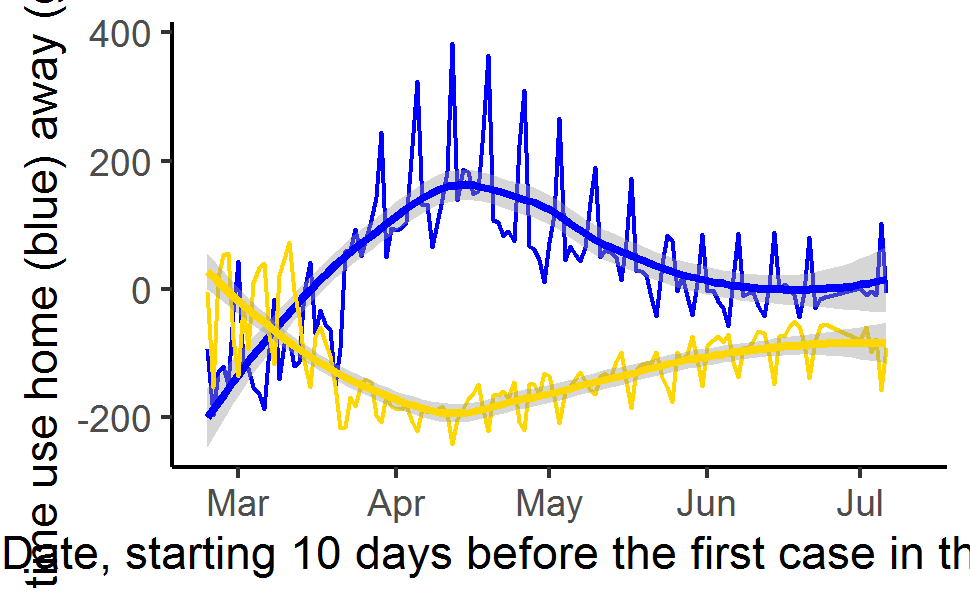 time use home (blue) away (
400
200
0
-200
Mar Apr May Jun Jul
Date, starting 10 days before the first case in th